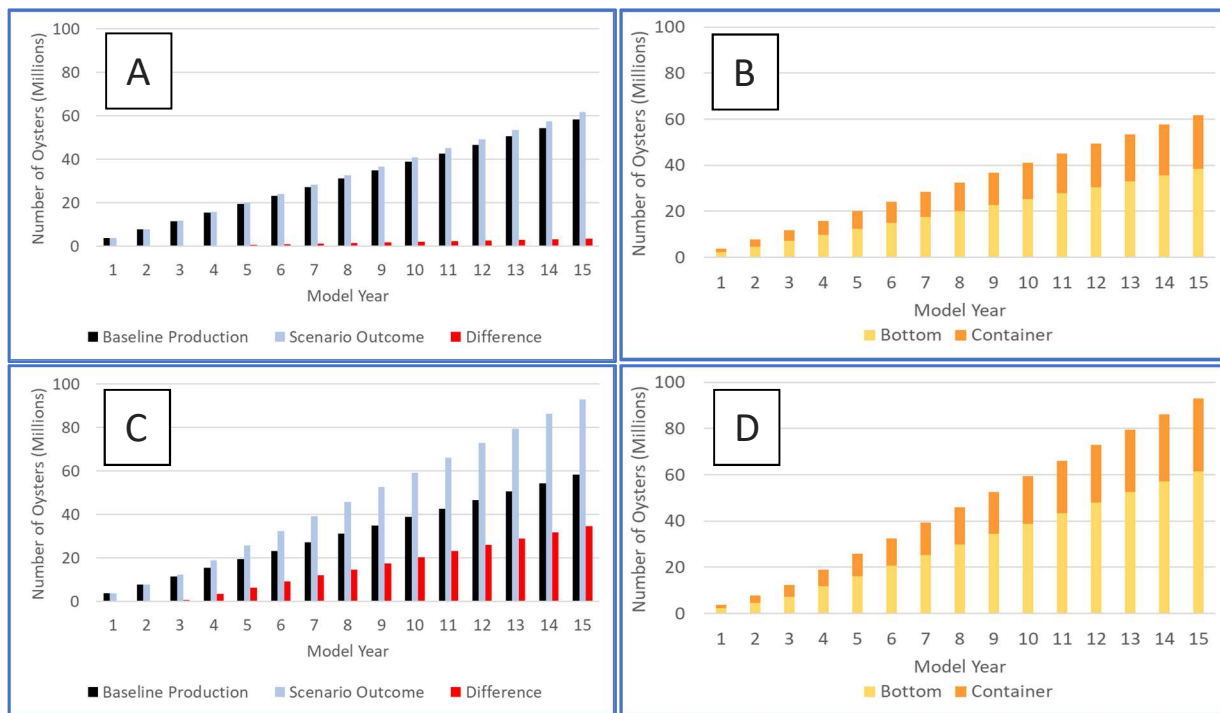 A
Number of Oysters (Millions)
100
80
60
40
20
0
1 2 3 4 5 6 7 8 9 10 11 12 13 14 15
Model Year
Baseline Production Scenario Outcome Difference
B
Number of Oysters (Millions)
100
80
60
40
20
0
1 2 3 4 5 6 7 8 9 10 11 12 13 14 15
Model Year
Bottom Container
C
Number of Oysters (Millions)
100
80
60
40
20
0
1 2 3 4 5 6 7 8 9 10 11 12 13 14 15
Model Year
Baseline Production Scenario Outcome Difference
D
Number of Oysters (Millions)
100
80
60
40
20
0
1 2 3 4 5 6 7 8 9 10 11 12 13 14 15
Model Year
Bottom Container